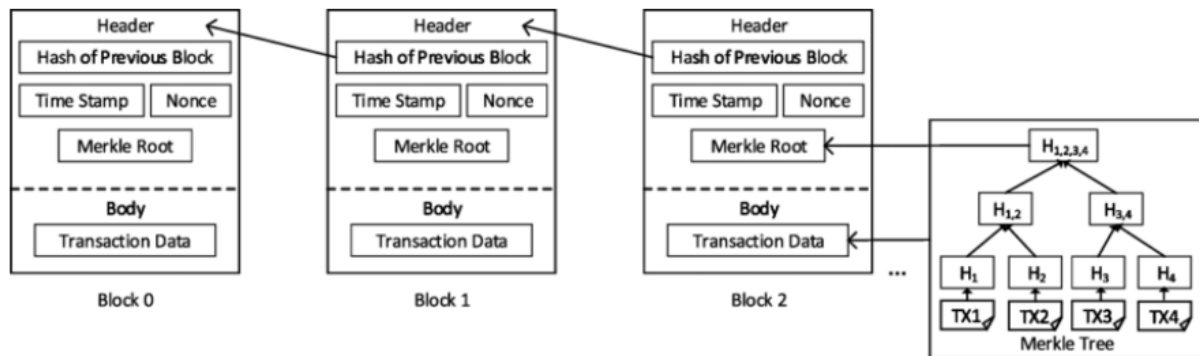 Header
Hash of Previous Block
Time Stamp
Nonce
Merkle Root
Body
Transaction Data
Block 0
Header
Hash of Previous Block
Time Stamp
Nonce
Merkle Root
Body
Transaction Data
Block 1
Header
Hash of Previous Block
Time Stamp
Nonce
Merkle Root
Body
Transaction Data
Block 2
...
H1,2,3,4
H1,2
H3,4
H1
H2
H3
H4
TX1
TX2
TX3
TX4
Merkle Tree